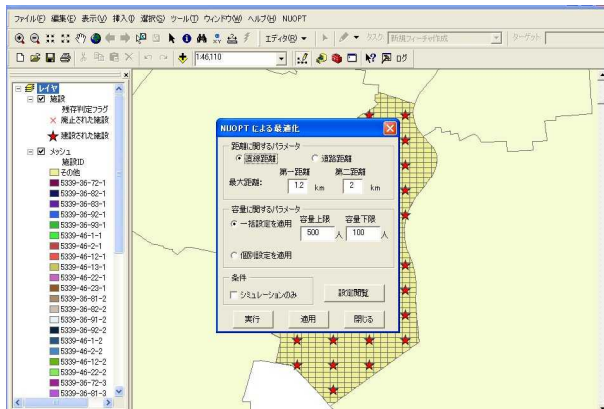 ファイル(F) 編集(E) 表示(V) 挿入(I) 選択(S) ツール(T) ウィンドウ(W) ヘルプ(H) NUOPT
エディタ(R) タスク: 新規フィーチャ作成 ターゲット
1:46,110
ログ
レイヤ
施設
残存判定フラグ
廃止された施設
建設された施設
メッシュ
施設ID
その他
5339-36-72-1
5339-36-82-1
5339-36-83-1
5339-36-92-1
5339-36-93-1
5339-46-1-1
5339-46-2-1
5339-46-12-1
5339-46-13-1
5339-46-22-1
5339-46-23-1
5339-36-81-2
5339-36-82-2
5339-36-91-2
5339-36-92-2
5339-46-1-2
5339-46-2-2
5339-46-12-2
5339-46-22-2
5339-36-72-3
5339-36-81-3
NUOPT による最適化
距離に関するパラメータ
直線距離 道路距離
第一距離 第二距離
最大距離: 1.2 km 2 km
容量に関するパラメータ
一括設定を適用 容量上限 容量下限
500 人 100 人
個別設定を適用
条件
シミュレーションのみ 設定閲覧
実行 適用 閉じる